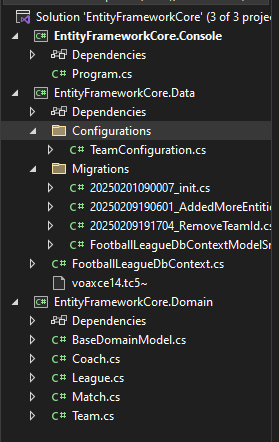 Solution 'EntityFrameworkCore' (3 of 3 proje
C# EntityFrameworkCore.Console
Dependencies
C# Program.cs
C# EntityFrameworkCore.Data
Dependencies
Configurations
C# TeamConfiguration.cs
Migrations
C# 20250201090007_init.cs
C# 20250209190601_AddedMoreEntitie
C# 20250209191704_RemoveTeamId.cs
C# FootballLeagueDbContextModelSn
C# FootballLeagueDbContext.cs
voaxce14.tc5~
C# EntityFrameworkCore.Domain
Dependencies
C# BaseDomainModel.cs
C# Coach.cs
C# League.cs
C# Match.cs
C# Team.cs